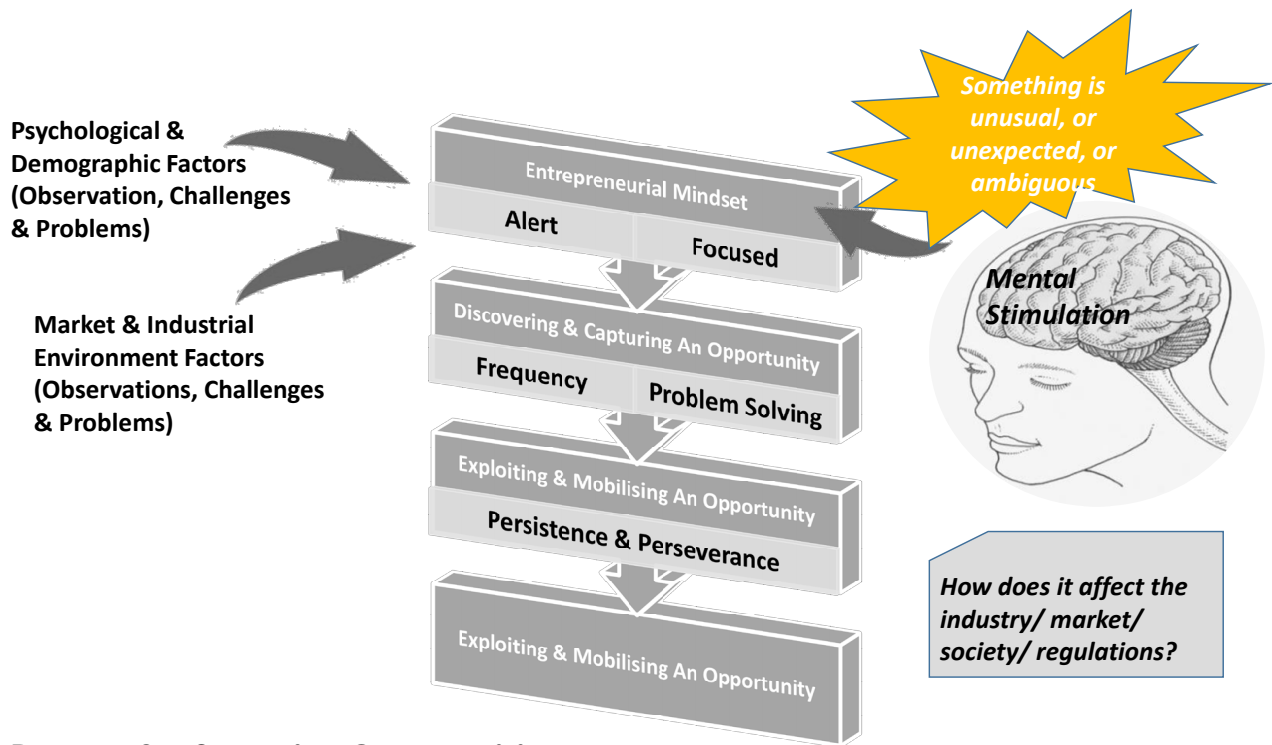 Psychological &
Demographic Factors
(Observation, Challenges
& Problems)
Market & Industrial
Environment Factors
(Observations, Challenges
& Problems)
Entrepreneurial Mindset
Alert
Focused
Discovering & Capturing An Opportunity
Frequency
Problem Solving
Exploiting & Mobilising An Opportunity
Persistence & Perseverance
Exploiting & Mobilising An Opportunity
Something is
unusual, or
unexpected, or
ambiguous
Mental
Stimulation
How does it affect the
industry/ market/
society/ regulations?